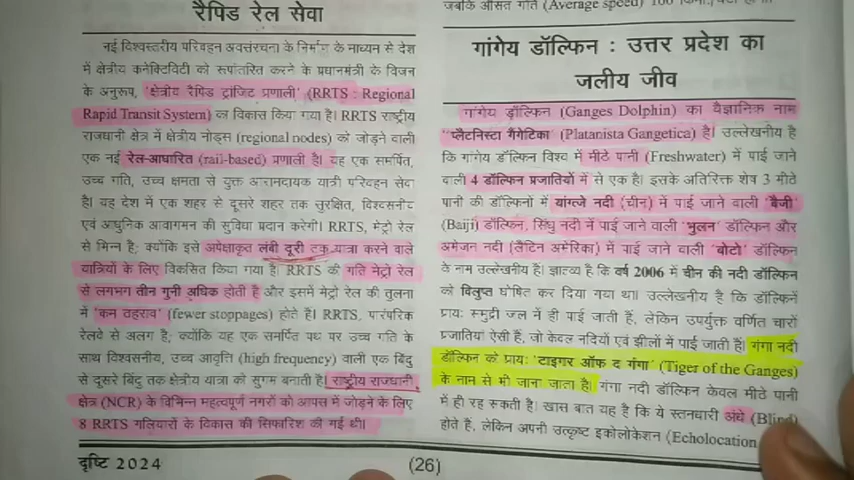 रैपिड रेल सेवा
नई विश्वस्तरीय परिवहन अवसंरचना के निर्माण के माध्यम से देश
में क्षेत्रीय कनेक्टिविटी को रूपांतरित करने के प्रधानमंत्री के विजन
के अनुरूप, 'क्षेत्रीय रैपिड ट्रांजिट प्रणाली' (RRTS : Regional
Rapid Transit System) का विकास किया गया है। RRTS राष्ट्रीय
राजधानी क्षेत्र में क्षेत्रीय नोड्स (regional nodes) को जोड़ने वाली
एक नई रेल-आधारित (rail-based) प्रणाली है। यह एक समर्पित,
उच्च गति, उच्च क्षमता से युक्त आरामदायक यात्री परिवहन सेवा
है। यह देश में एक शहर से दूसरे शहर तक सुरक्षित, विश्वसनीय
एवं आधुनिक आवागमन की सुविधा प्रदान करेगी। RRTS, मेट्रो रेल
से भिन्न है; क्योंकि इसे अपेक्षाकृत लंबी दूरी तक यात्रा करने वाले
यात्रियों के लिए विकसित किया गया है। RRTS की गति मेट्रो रेल
से लगभग तीन गुनी अधिक होती है और इसमें मेट्रो रेल की तुलना
में 'कम ठहराव' (fewer stoppages) होते हैं। RRTS, पारंपरिक
रेलवे से अलग है; क्योंकि यह एक समर्पित पथ पर उच्च गति के
साथ विश्वसनीय, उच्च आवृत्ति (high frequency) वाली एक बिंदु
से दूसरे बिंदु तक क्षेत्रीय यात्रा को सुगम बनाती है। राष्ट्रीय राजधानी
क्षेत्र (NCR) के विभिन्न महत्वपूर्ण नगरों को आपस में जोड़ने के लिए
8 RRTS गलियारों के विकास की सिफारिश की गई थी।
दृष्टि 2024
(26)
जबकि औसत गति (Average speed) 100
गांगेय डॉल्फिन : उत्तर प्रदेश का
जलीय जीव
गांगेय डॉल्फिन (Ganges Dolphin) का वैज्ञानिक नाम
'प्लैटनिस्टा गैंगेटिका' (Platanista Gangetica) है। उल्लेखनीय है
कि गांगेय डॉल्फिन विश्व में मीठे पानी (Freshwater) में पाई जाने
वाली 4 डॉल्फिन प्रजातियों में से एक है। इसके अतिरिक्त शेष 3 मीठे
पानी की डॉल्फिनों में यांग्त्जे नदी (चीन) में पाई जाने वाली 'बैजी'
(Baiji) डॉल्फिन, सिंधु नदी में पाई जाने वाली 'भुलन' डॉल्फिन और
अमेजन नदी (लैटिन अमेरिका) में पाई जाने वाली 'बोटो' डॉल्फिन
के नाम उल्लेखनीय है। ज्ञातव्य है कि वर्ष 2006 में चीन की नदी डॉल्फिन
को विलुप्त घोषित कर दिया गया था। उल्लेखनीय है कि डॉल्फिनें
प्रायः समुद्री जल में ही पाई जाती हैं, लेकिन उपर्युक्त वर्णित चारों
प्रजातियां ऐसी हैं, जो केवल नदियों एवं झीलों में पाई जाती हैं। गंगा नदी
डॉल्फिन को प्रायः 'टाइगर ऑफ द गंगा' (Tiger of the Ganges)
के नाम से भी जाना जाता है। गंगा नदी डॉल्फिन केवल मीठे पानी
में ही रह सकती है। खास बात यह है कि ये स्तनधारी अंधे (Blind)
होते हैं, लेकिन अपनी उत्कृष्ट इकोलोकेशन (Echolocation